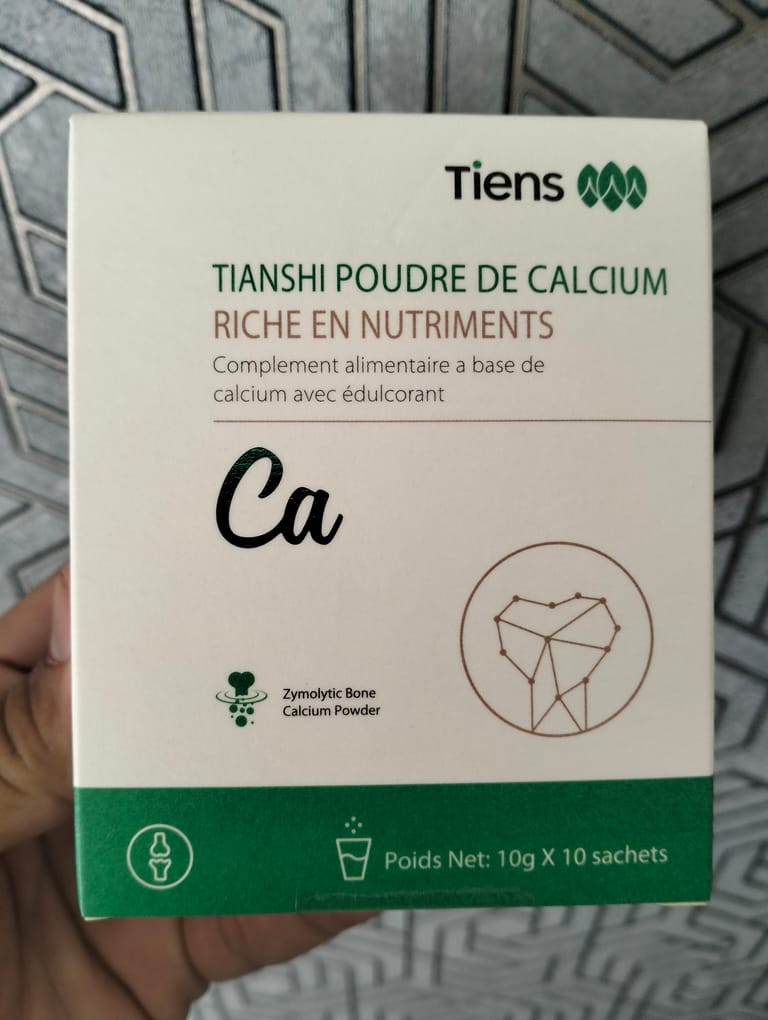 Tiens
TIANSHI POUDRE DE CALCIUM
RICHE EN NUTRIMENTS
Complement alimentaire a base de
calcium avec édulcorant
Ca
Zymolytic Bone
Calcium Powder
Poids Net: 10g X 10 sachets